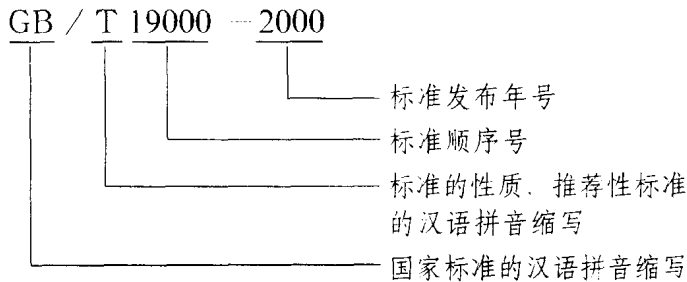 GB / T 19000 — 2000
标准发布年号
标准顺序号
标准的性质、推荐性标准
的汉语拼音缩写
国家标准的汉语拼音缩写